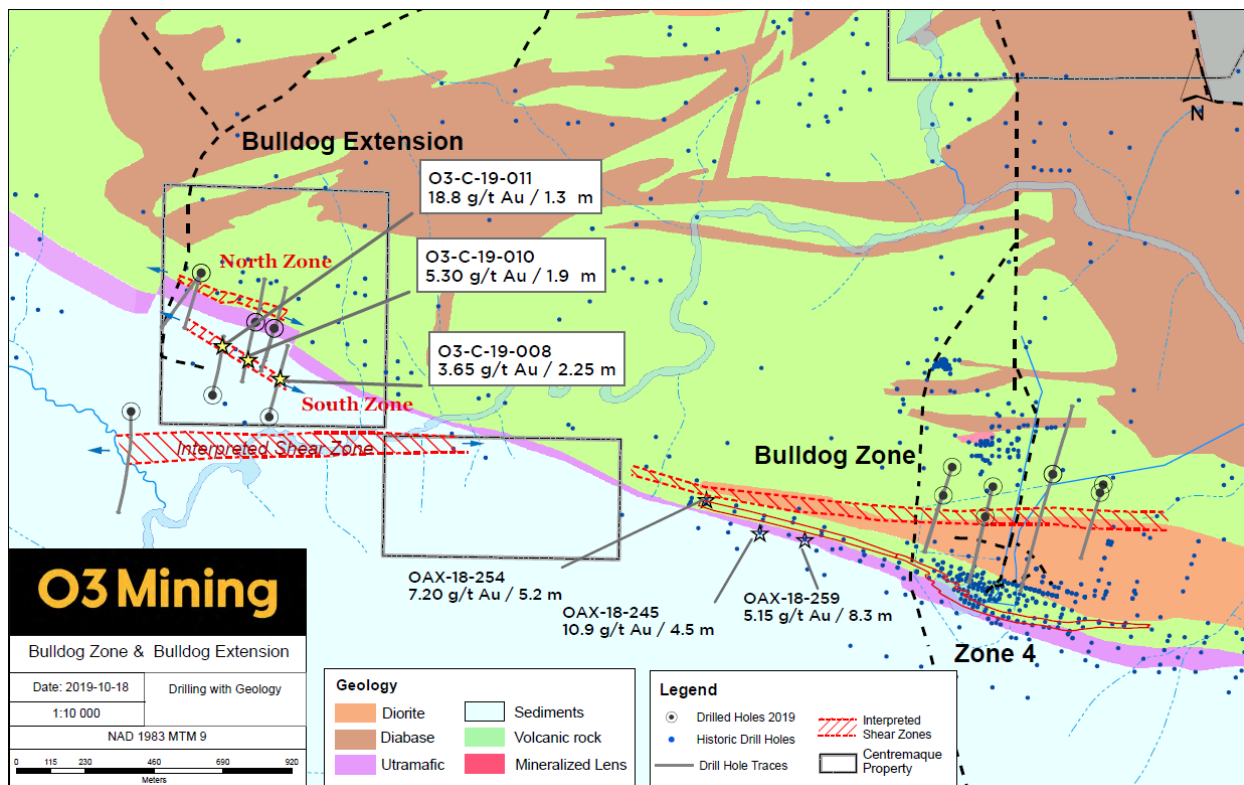 Bulldog Extension
O3-C-19-011
18.8 g/t Au / 1.3 m
N
O3-C-19-010
5.30 g/t Au / 1.9 m
North Zone
O3-C-19-008
3.65 g/t Au / 2.25 m
South Zone
Interpreted Shear Zone
Bulldog Zone
OAX-18-254
7.20 g/t Au / 5.2 m
OAX-18-245
10.9 g/t Au / 4.5 m
OAX-18-259
5.15 g/t Au / 8.3 m
Zone 4
O3 Mining
Bulldog Zone & Bulldog Extension
Date: 2019-10-18
Drilling with Geology
1:10 000
NAD 1983 MTM 9
0 115 230 460 690 920
Meters
Geology
Diorite
Diabase
Utramafic
Sediments
Volcanic rock
Mineralized Lens
Legend
Drilled Holes 2019
Historic Drill Holes
Drill Hole Traces
Interpreted
Shear Zones
Centremaque
Property